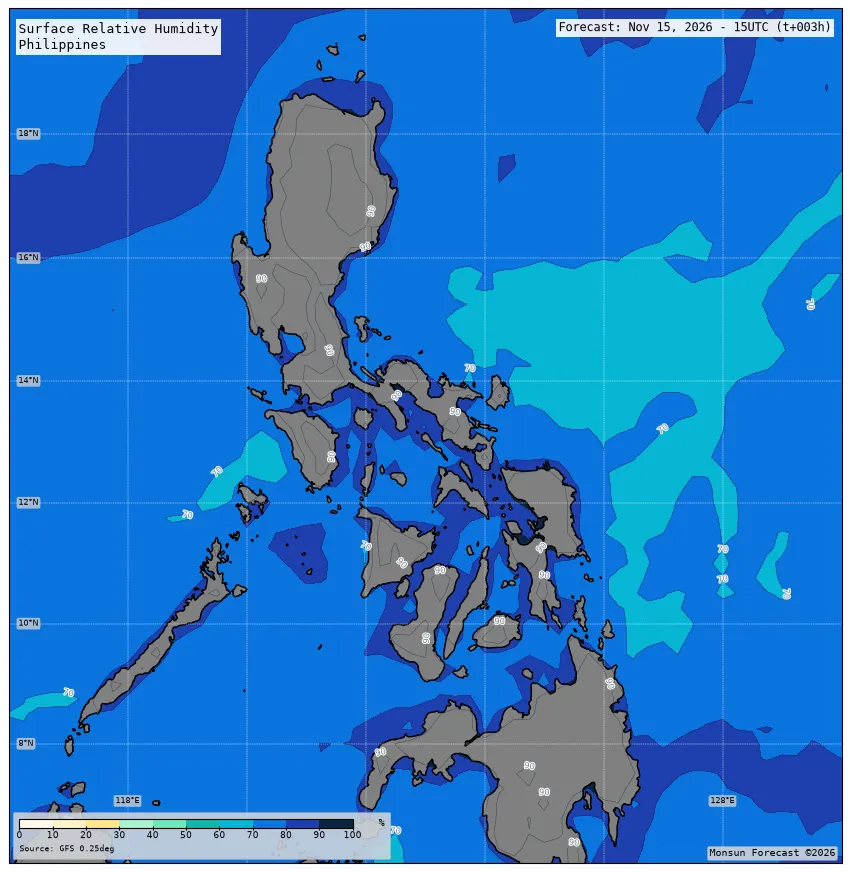 Surface Relative Humidity
Philippines
Forecast: Nov 15, 2026 - 15UTC (t+003h)
18°N
90
90
16°N
90
70
90
14°N
70
90
90
70
90
70
12°N
70
70
90
70
90
90
90
70
70
10°N
90
90
90
70
8°N
90
90
118°E
90
128°E
70
90
%
0 10 20 30 40 50 60 70 80 90 100
Source: GFS 0.25deg
Monsun Forecast ©2026